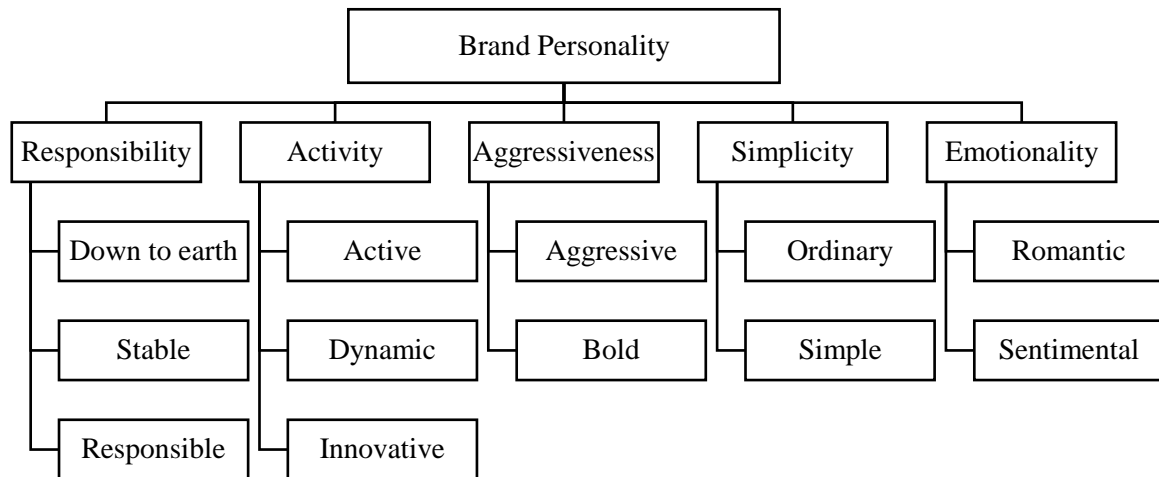 Brand Personality
Responsibility
Activity
Aggressiveness
Simplicity
Emotionality
Down to earth
Active
Aggressive
Ordinary
Romantic
Stable
Dynamic
Bold
Simple
Sentimental
Responsible
Innovative